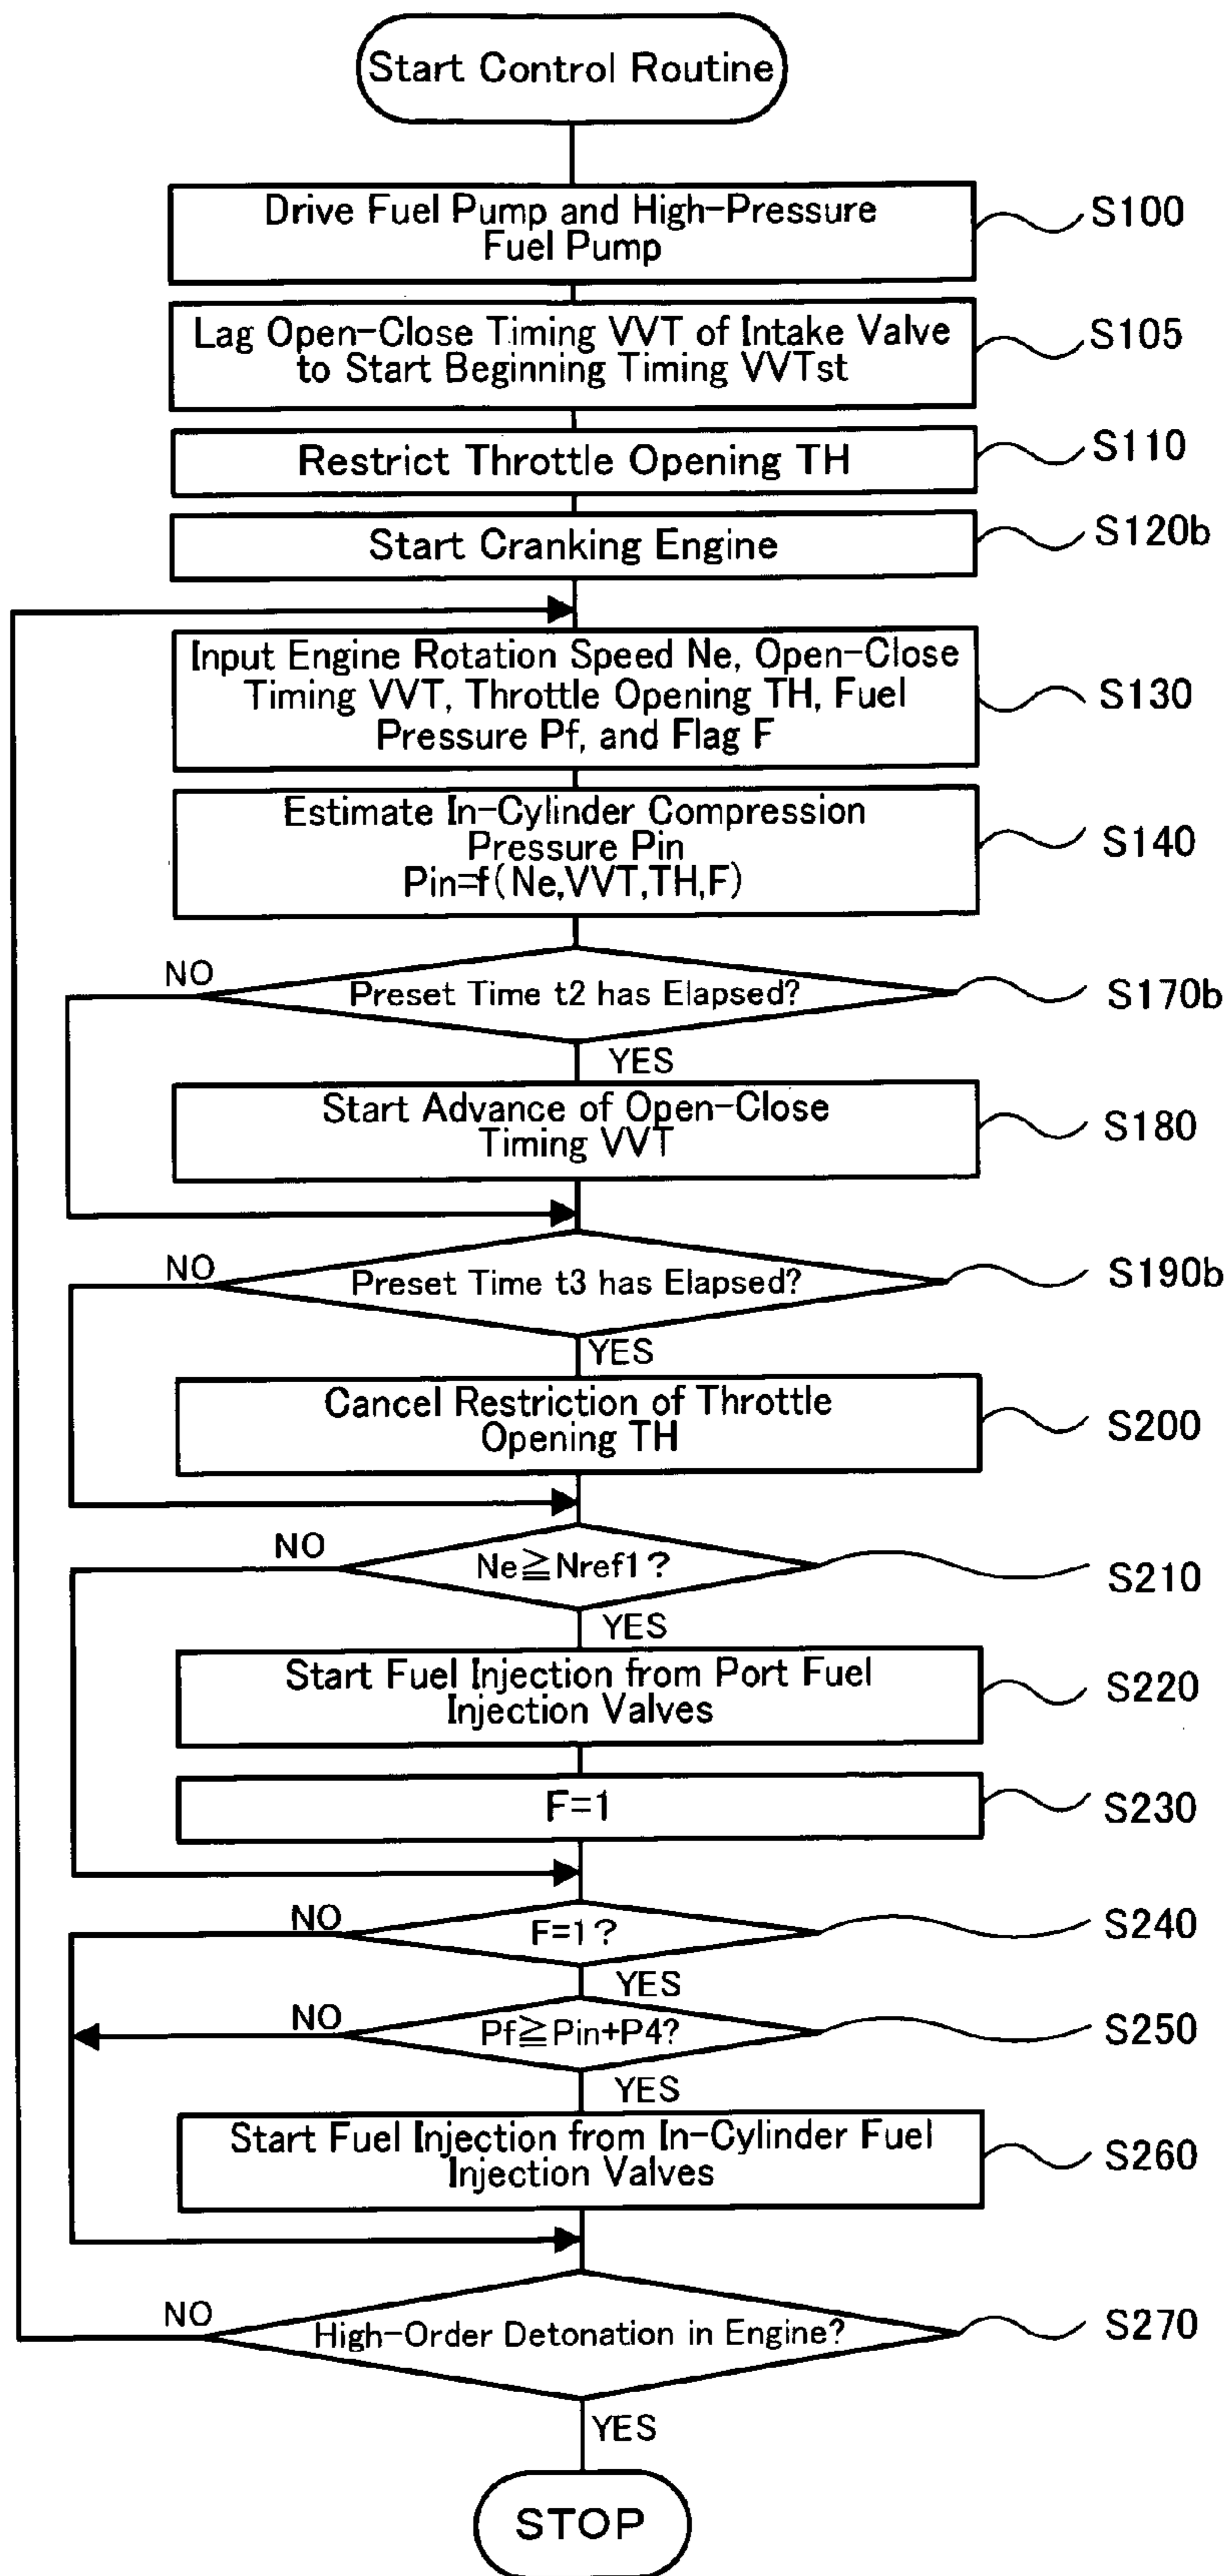 Start Control Routine
Drive Fuel Pump and High-Pressure
Fuel Pump
S100
Lag Open-Close Timing VVT of Intake Valve
to Start Beginning Timing VVTst
S105
Restrict Throttle Opening TH
S110
Start Cranking Engine
S120b
Input Engine Rotation Speed Ne, Open-Close
Timing VVT, Throttle Opening TH, Fuel
Pressure Pf, and Flag F
S130
Estimate In-Cylinder Compression
Pressure Pin
Pin=f(Ne,VVT,TH,F)
S140
NO
Preset Time t2 has Elapsed?
S170b
YES
Start Advance of Open-Close
Timing VVT
S180
NO
Preset Time t3 has Elapsed?
S190b
YES
Cancel Restriction of Throttle
Opening TH
S200
NO
Ne≧Nref1?
S210
YES
Start Fuel Injection from Port Fuel
Injection Valves
S220
F=1
S230
NO
F=1?
S240
YES
NO
Pf≧Pin+P4?
S250
YES
Start Fuel Injection from In-Cylinder Fuel
Injection Valves
S260
NO
High-Order Detonation in Engine?
S270
YES
STOP